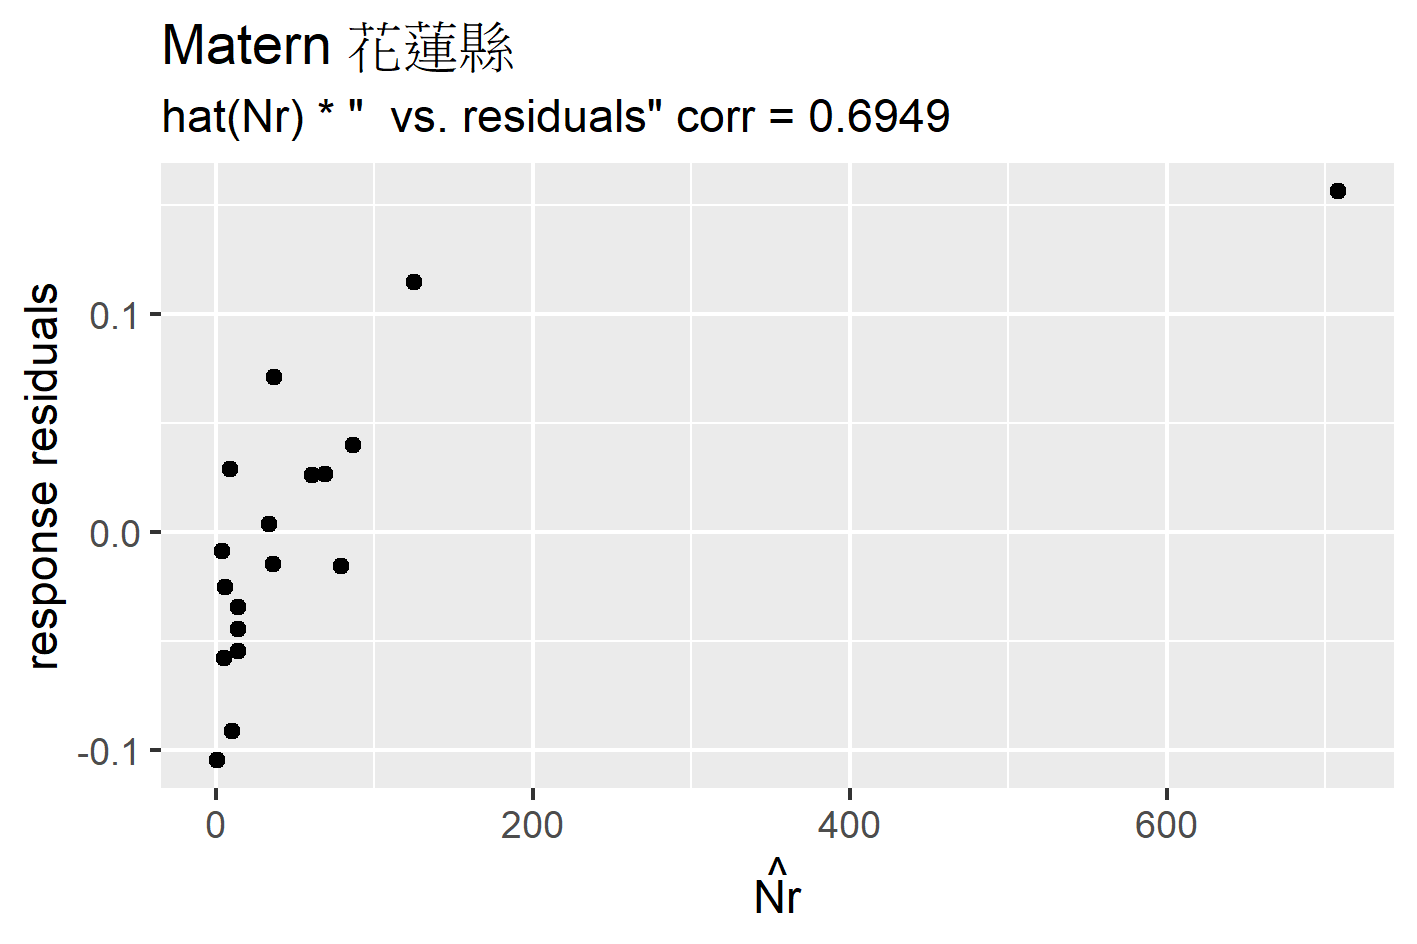 Matern 花蓮縣
hat(Nr) * "  vs. residuals" corr = 0.6949
response residuals
0.1
0.0
-0.1
0
200
400
600
N̂r